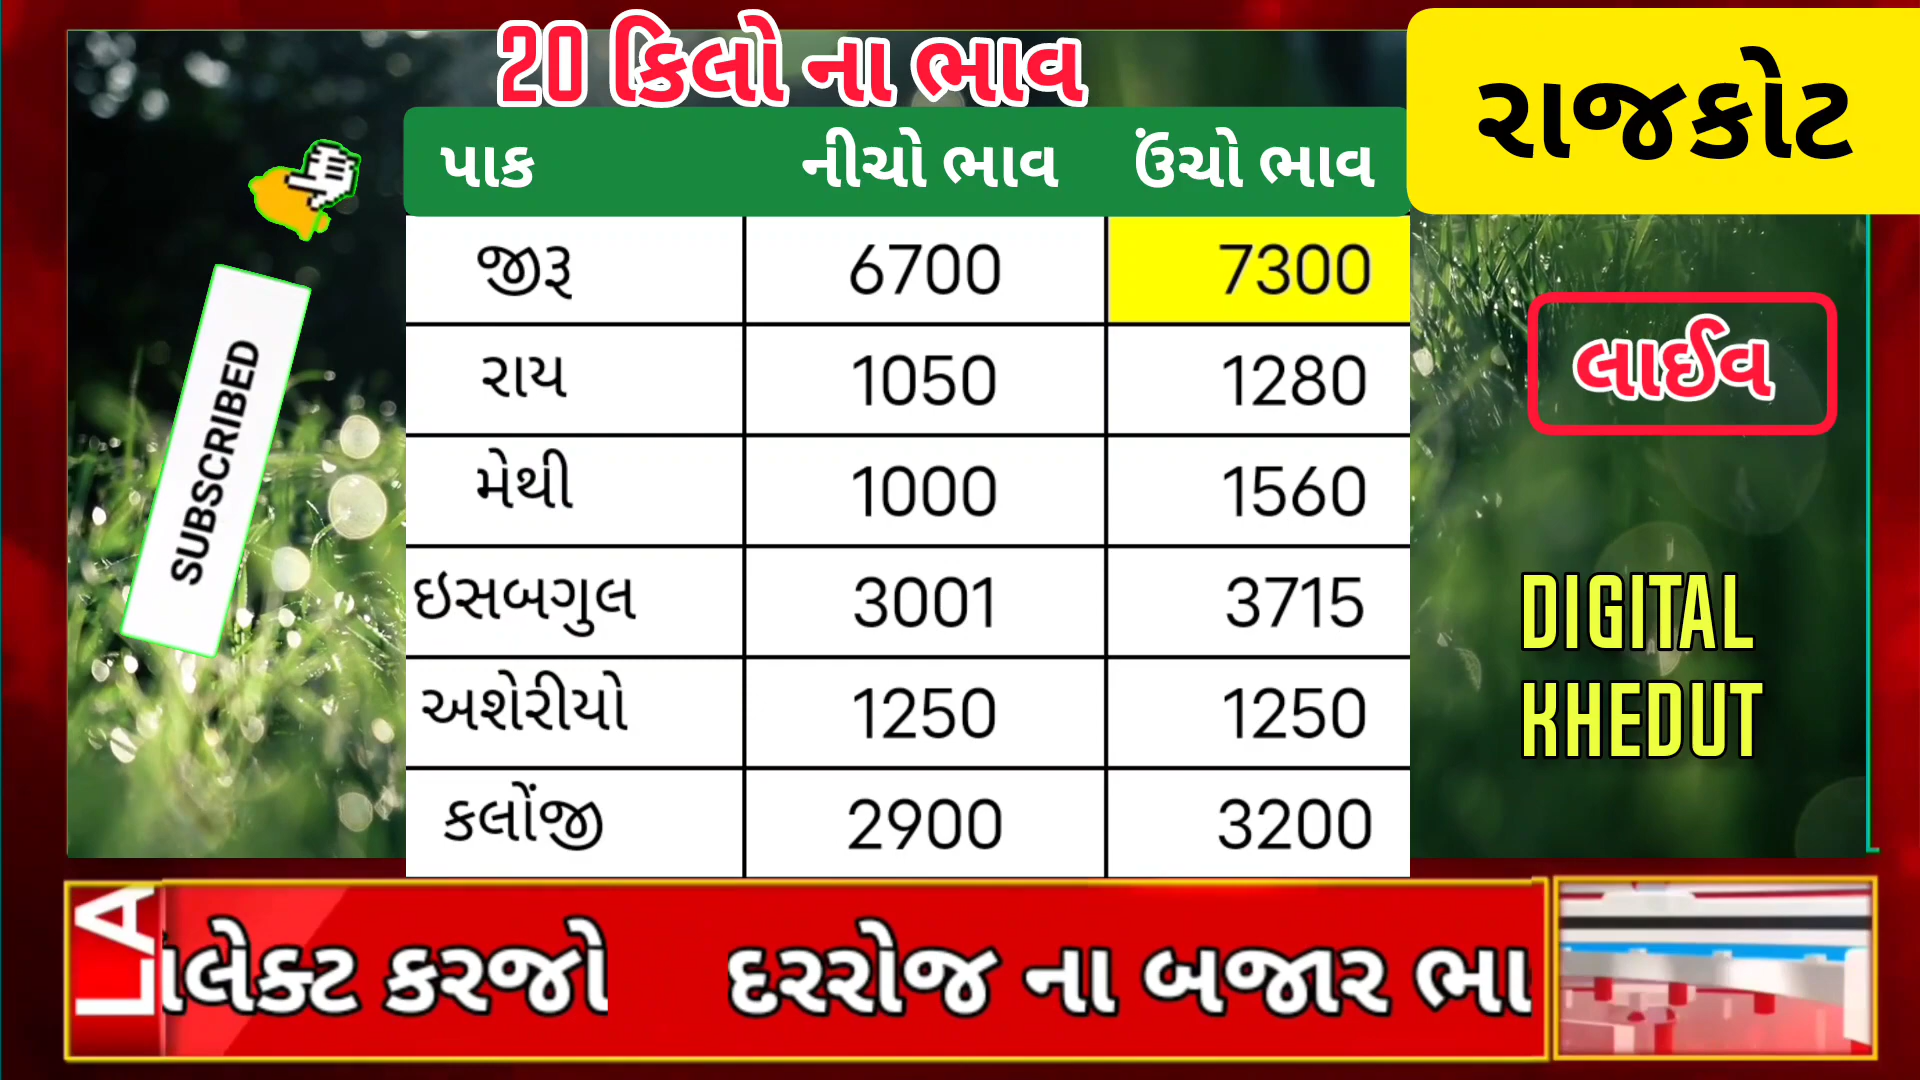 20 કિલો ના ભાવ
રાજકોટ
પાક નીચો ભાવ ઉંચો ભાવ
જીરૂ 6700 7300
રાય 1050 1280
મેથી 1000 1560
ઇસબગુલ 3001 3715
અશેરીયો 1250 1250
કલોંજી 2900 3200
SUBSCRIBED
લાઈવ
DIGITAL
KHEDUT
LA
લેક્ટ કરજો દરરોજ ના બજાર ભા